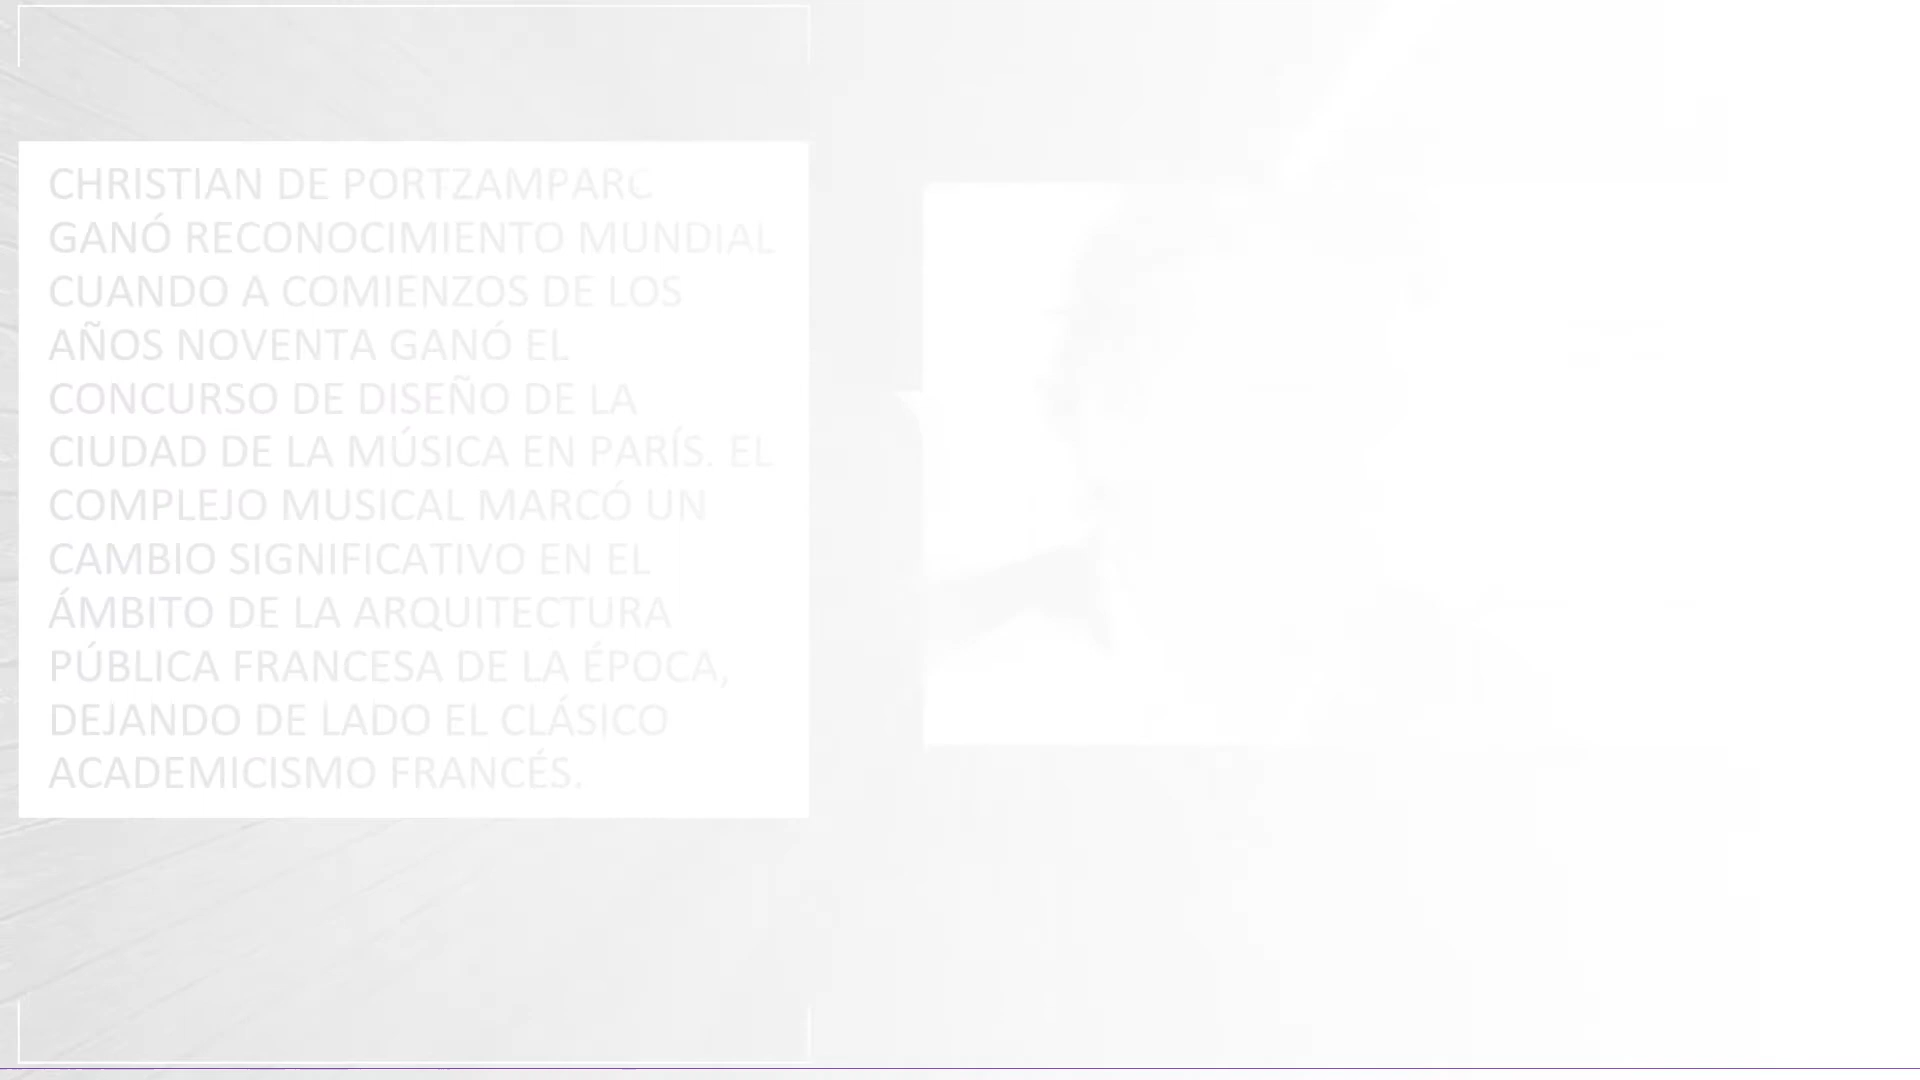 CHRISTIAN DE PORTZAMPARC
GANÓ RECONOCIMIENTO MUNDIAL
CUANDO A COMIENZOS DE LOS
AÑOS NOVENTA GANÓ EL
CONCURSO DE DISEÑO DE LA
CIUDAD DE LA MÚSICA EN PARÍS. EL
COMPLEJO MUSICAL MARCÓ UN
CAMBIO SIGNIFICATIVO EN EL
ÁMBITO DE LA ARQUITECTURA
PÚBLICA FRANCESA DE LA ÉPOCA,
DEJANDO DE LADO EL CLÁSICO
ACADEMICISMO FRANCÉS.